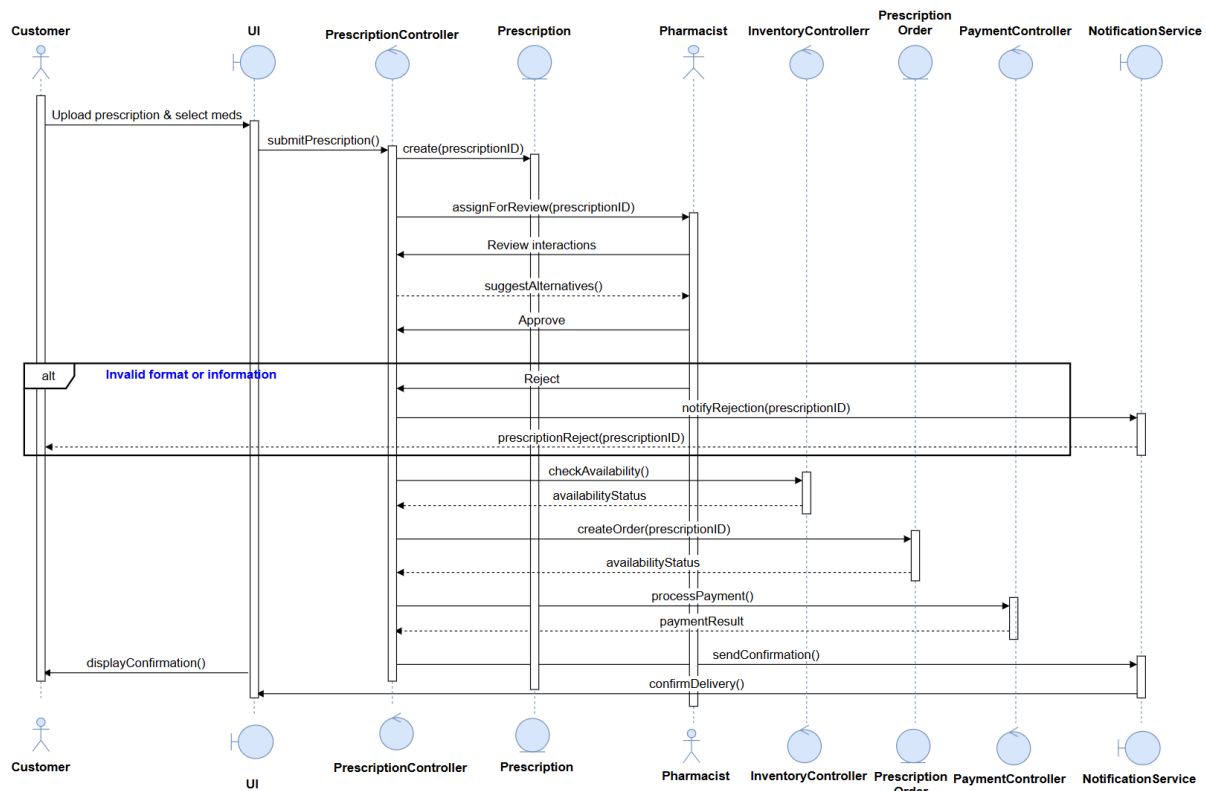 Prescription
Order
Customer
UI
PrescriptionController
Prescription
Pharmacist
InventoryControllerr
PaymentController
NotificationService
Upload prescription & select meds
submitPrescription()
create(prescriptionID)
assignForReview(prescriptionID)
Review interactions
suggestAlternatives()
Approve
alt
Invalid format or information
Reject
notifyRejection(prescriptionID)
prescriptionReject(prescriptionID)
checkAvailability()
availabilityStatus
createOrder(prescriptionID)
availabilityStatus
processPayment()
paymentResult
displayConfirmation()
sendConfirmation()
confirmDelivery()
Customer
UI
PrescriptionController
Prescription
Pharmacist
InventoryController
Prescription
Order
PaymentController
NotificationService